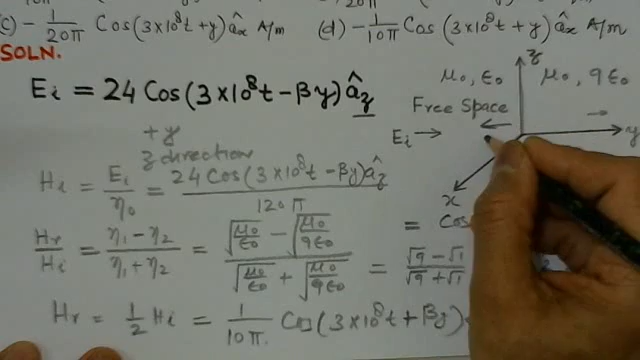 (c) -1/20π Cos(3×10⁸t+y)âx A/m (d) -1/10π Cos(3×10⁸t+y)âx A/m
SOLN.
Ei = 24 Cos(3×10⁸t-βy)âz
+y
z direction
Hi = Ei/η0 = 24 Cos(3×10⁸t-βy)âz/120π
Hr/Hi = η1-η2/η1+η2 = √μ0/ε0 - √μ0/9ε0 / √μ0/ε0 + √μ0/9ε0 = √9-√1/√9+√1
Hr = 1/2 Hi = 1/10π Cos(3×10⁸t+βy)
z
μ0, ε0 μ0, 9ε0
Free Space
Ei → y
x
= Cos